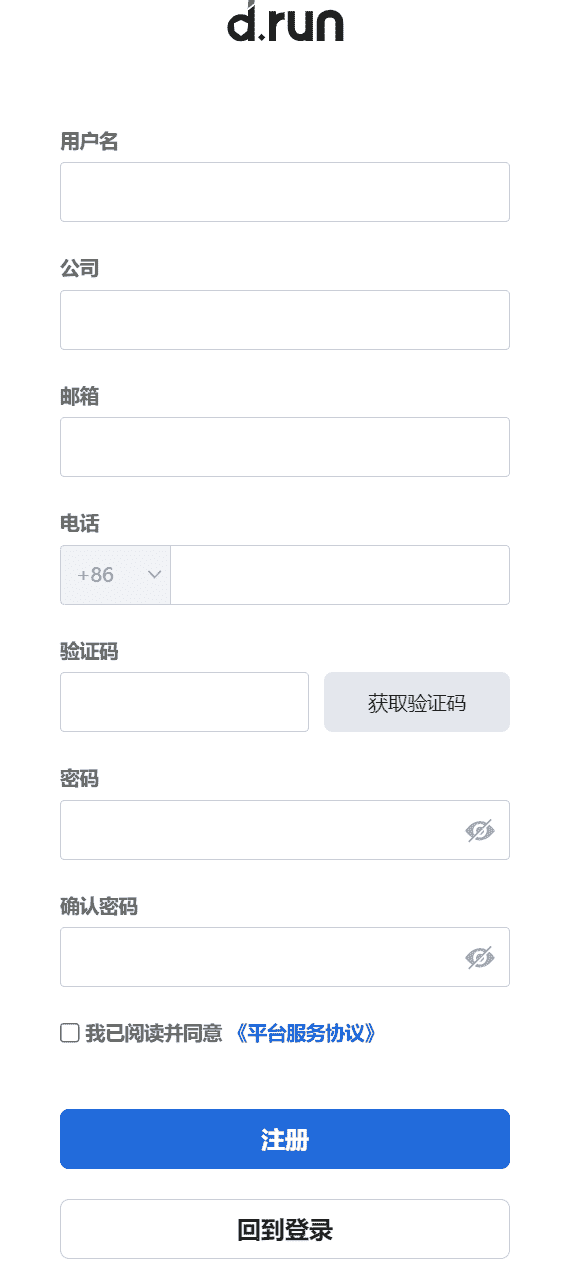 d.run
用户名
公司
邮箱
电话
+86
验证码
获取验证码
密码
确认密码
我已阅读并同意 《平台服务协议》
注册
回到登录